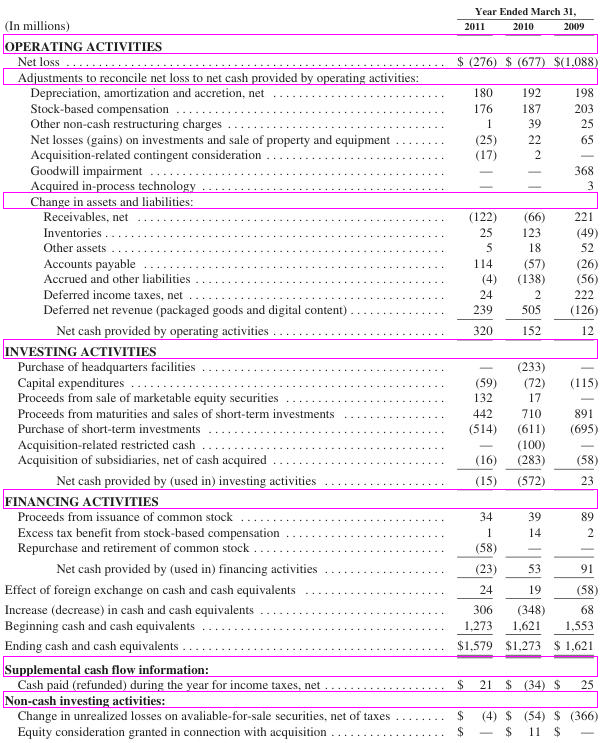 Year Ended March 31,
(In millions) 2011 2010 2009
OPERATING ACTIVITIES
Net loss $ (276) $ (677) $(1,088)
Adjustments to reconcile net loss to net cash provided by operating activities:
Depreciation, amortization and accretion, net 180 192 198
Stock-based compensation 176 187 203
Other non-cash restructuring charges 1 39 25
Net losses (gains) on investments and sale of property and equipment (25) 22 65
Acquisition-related contingent consideration (17) 2 —
Goodwill impairment — — 368
Acquired in-process technology — — 3
Change in assets and liabilities:
Receivables, net (122) (66) 221
Inventories 25 123 (49)
Other assets 5 18 52
Accounts payable 114 (57) (26)
Accrued and other liabilities (4) (138) (56)
Deferred income taxes, net 24 2 222
Deferred net revenue (packaged goods and digital content) 239 505 (126)
Net cash provided by operating activities 320 152 12
INVESTING ACTIVITIES
Purchase of headquarters facilities — (233) —
Capital expenditures (59) (72) (115)
Proceeds from sale of marketable equity securities 132 17 —
Proceeds from maturities and sales of short-term investments 442 710 891
Purchase of short-term investments (514) (611) (695)
Acquisition-related restricted cash — (100) —
Acquisition of subsidiaries, net of cash acquired (16) (283) (58)
Net cash provided by (used in) investing activities (15) (572) 23
FINANCING ACTIVITIES
Proceeds from issuance of common stock 34 39 89
Excess tax benefit from stock-based compensation 1 14 2
Repurchase and retirement of common stock (58) — —
Net cash provided by (used in) financing activities (23) 53 91
Effect of foreign exchange on cash and cash equivalents 24 19 (58)
Increase (decrease) in cash and cash equivalents 306 (348) 68
Beginning cash and cash equivalents 1,273 1,621 1,553
Ending cash and cash equivalents $1,579 $1,273 $ 1,621
Supplemental cash flow information:
Cash paid (refunded) during the year for income taxes, net $ 21 $ (34) $ 25
Non-cash investing activities:
Change in unrealized losses on avaliable-for-sale securities, net of taxes $ (4) $ (54) $ (366)
Equity consideration granted in connection with acquisition $ — $ 11 $ —